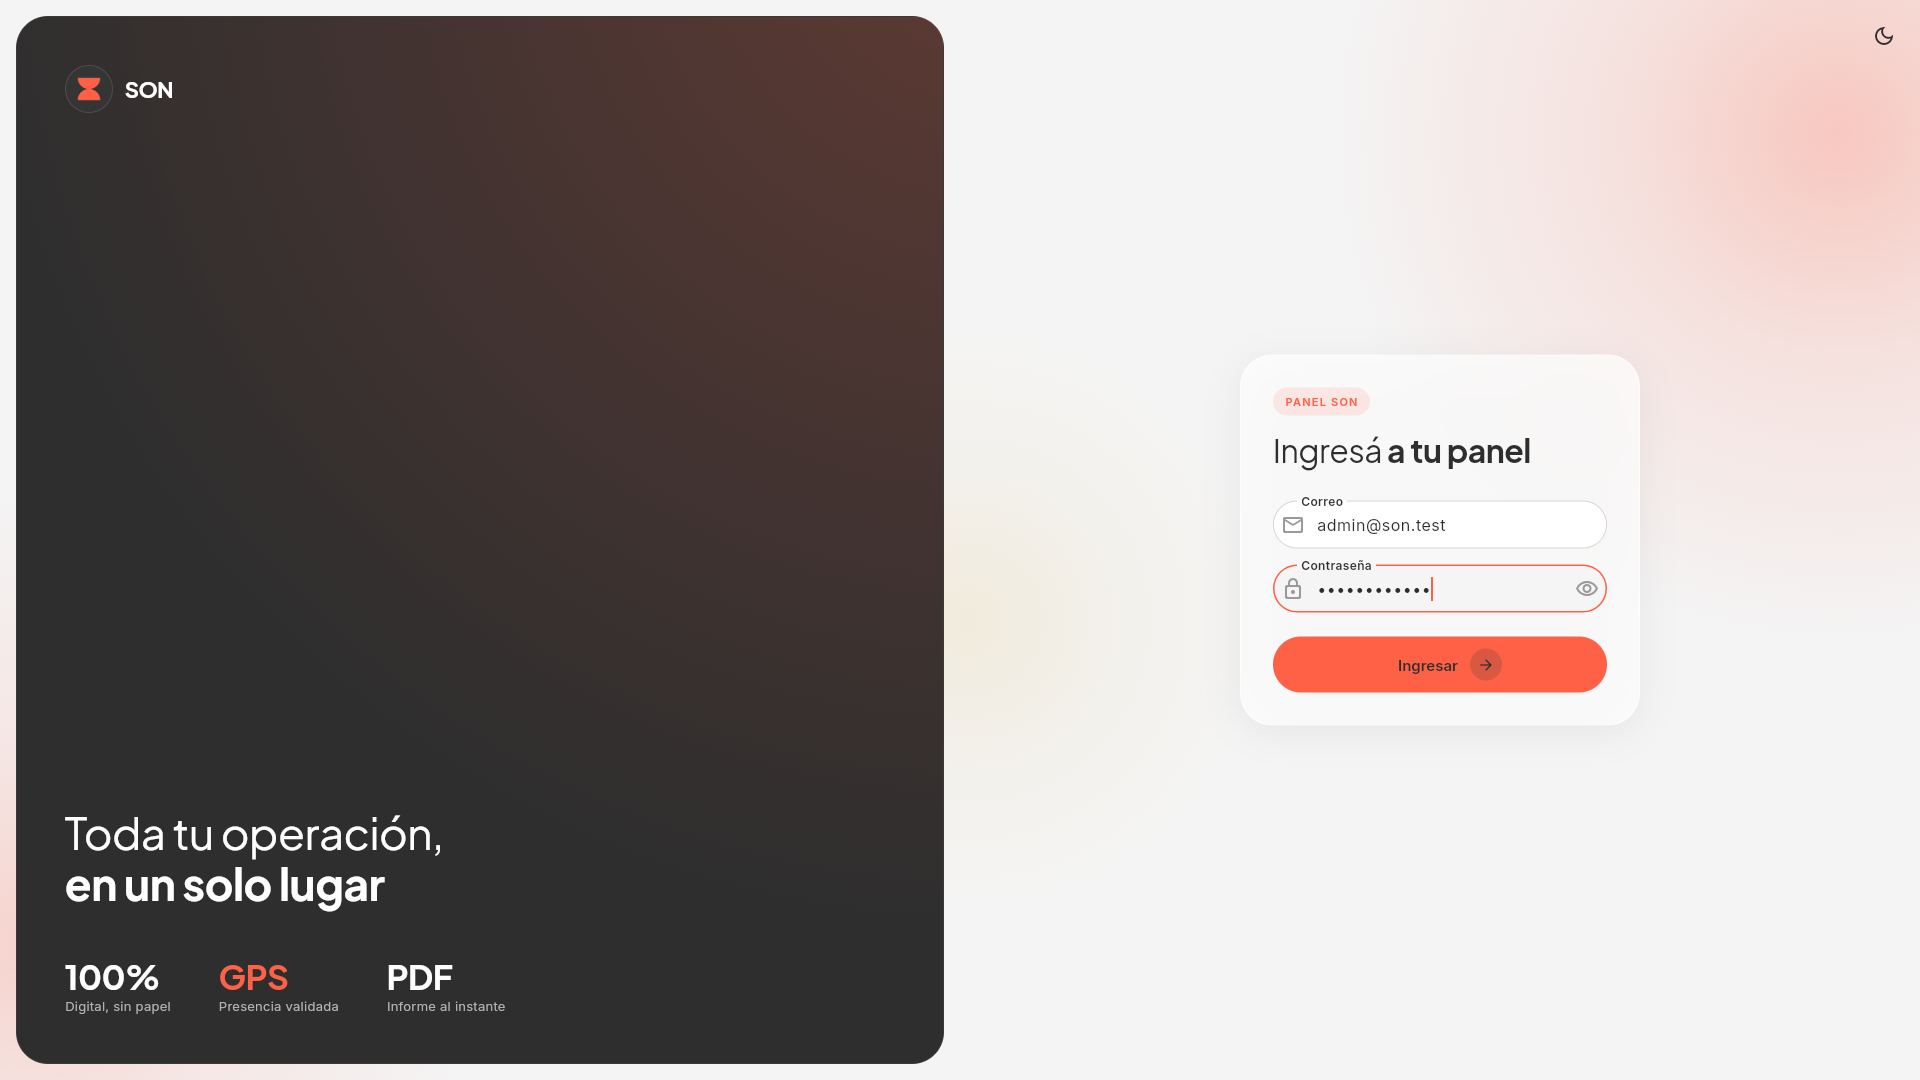 SON
Toda tu operación,
en un solo lugar
100%
Digital, sin papel
GPS
Presencia validada
PDF
Informe al instante
PANEL SON
Ingresá a tu panel
Correo
admin@son.test
Contraseña
••••••••••••
Ingresar